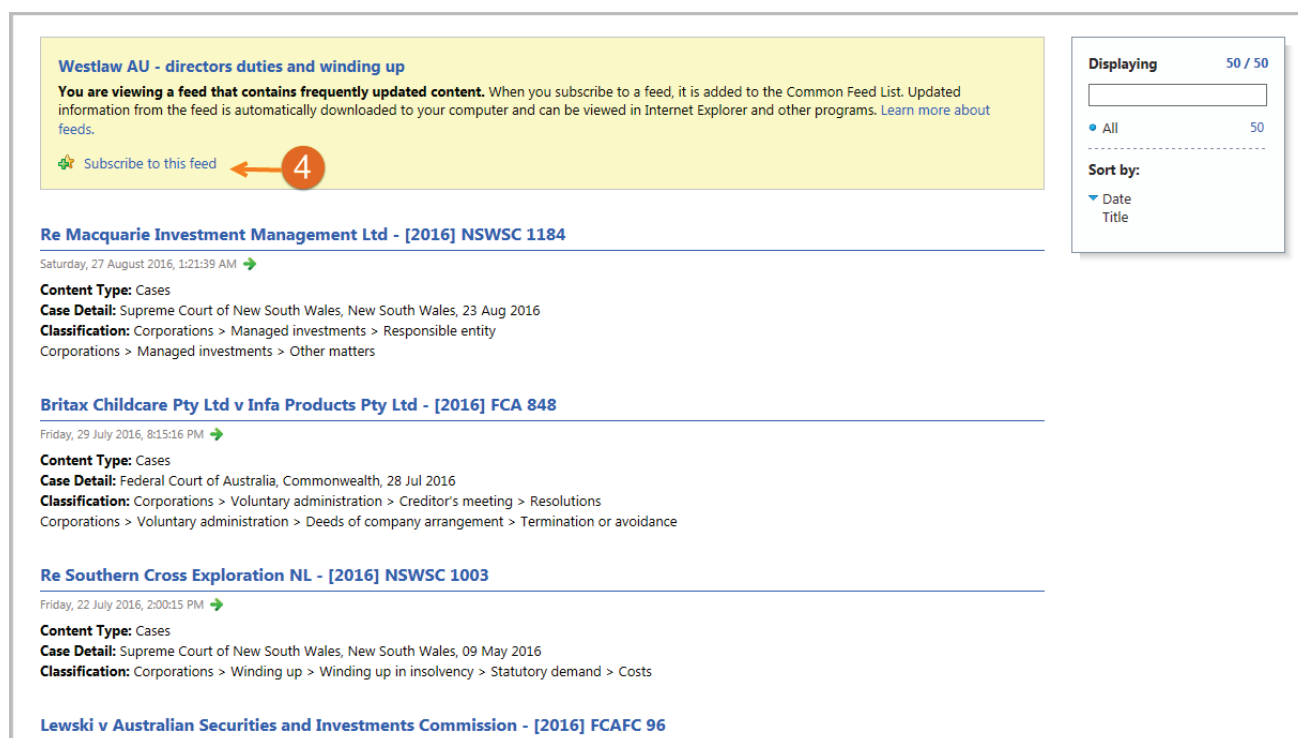 Westlaw AU - directors duties and winding up
You are viewing a feed that contains frequently updated content. When you subscribe to a feed, it is added to the Common Feed List. Updated
information from the feed is automatically downloaded to your computer and can be viewed in Internet Explorer and other programs. Learn more about
feeds.
Subscribe to this feed
4
Displaying 50 / 50
All 50
Sort by:
Date
Title
Re Macquarie Investment Management Ltd - [2016] NSWSC 1184
Saturday, 27 August 2016, 1:21:39 AM
Content Type: Cases
Case Detail: Supreme Court of New South Wales, New South Wales, 23 Aug 2016
Classification: Corporations > Managed investments > Responsible entity
Corporations > Managed investments > Other matters
Britax Childcare Pty Ltd v Infa Products Pty Ltd - [2016] FCA 848
Friday, 29 July 2016, 8:15:16 PM
Content Type: Cases
Case Detail: Federal Court of Australia, Commonwealth, 28 Jul 2016
Classification: Corporations > Voluntary administration > Creditor's meeting > Resolutions
Corporations > Voluntary administration > Deeds of company arrangement > Termination or avoidance
Re Southern Cross Exploration NL - [2016] NSWSC 1003
Friday, 22 July 2016, 2:00:15 PM
Content Type: Cases
Case Detail: Supreme Court of New South Wales, New South Wales, 09 May 2016
Classification: Corporations > Winding up > Winding up in insolvency > Statutory demand > Costs
Lewski v Australian Securities and Investments Commission - [2016] FCAFC 96